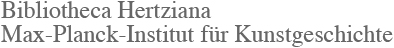 Bibliotheca Hertziana
Max-Planck-Institut für Kunstgeschichte